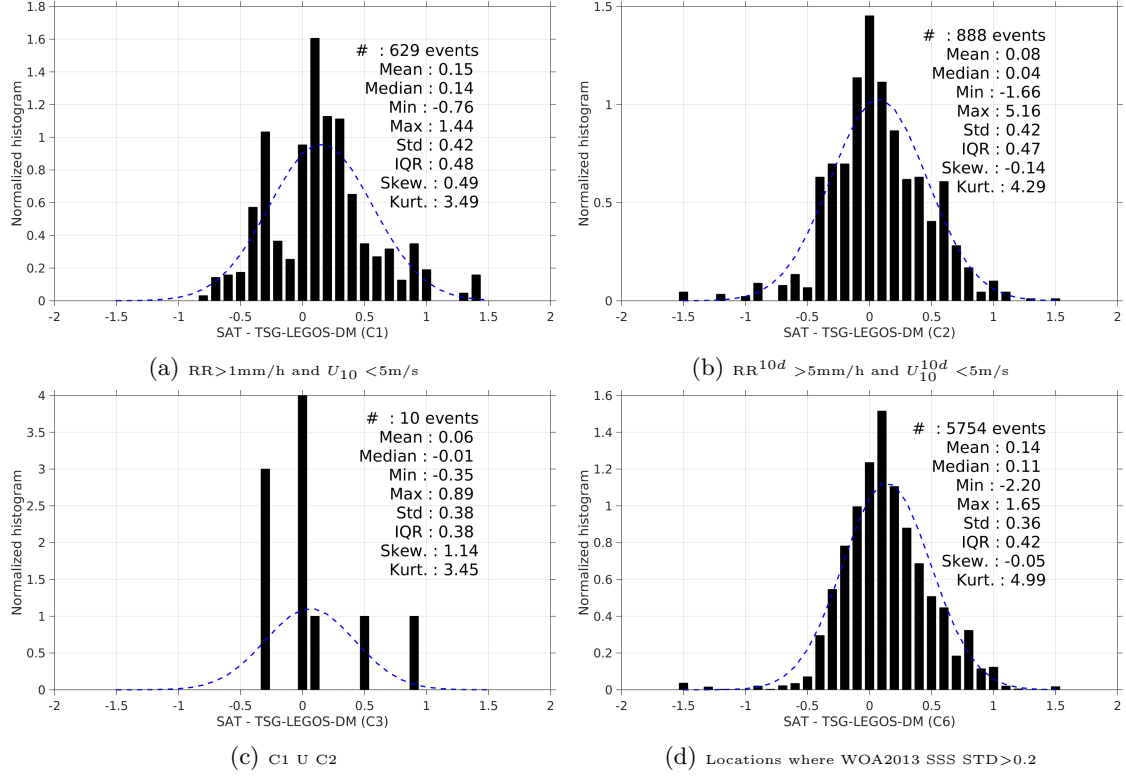 1.8
1.6
1.4
1.2
1
0.8
0.6
0.4
0.2
0
Normalized histogram
# : 629 events
Mean : 0.15
Median : 0.14
Min : -0.76
Max : 1.44
Std : 0.42
IQR : 0.48
Skew. : 0.49
Kurt. : 3.49
-2 -1.5 -1 -0.5 0 0.5 1 1.5 2
SAT - TSG-LEGOS-DM (C1)
(a) RR>1mm/h and U10 <5m/s
1.5
1
0.5
0
Normalized histogram
# : 888 events
Mean : 0.08
Median : 0.04
Min : -1.66
Max : 5.16
Std : 0.42
IQR : 0.47
Skew. : -0.14
Kurt. : 4.29
-2 -1.5 -1 -0.5 0 0.5 1 1.5 2
SAT - TSG-LEGOS-DM (C2)
(b) RR^10d >5mm/h and U_10^10d <5m/s
4
3.5
3
2.5
2
1.5
1
0.5
0
Normalized histogram
# : 10 events
Mean : 0.06
Median : -0.01
Min : -0.35
Max : 0.89
Std : 0.38
IQR : 0.38
Skew. : 1.14
Kurt. : 3.45
-2 -1.5 -1 -0.5 0 0.5 1 1.5 2
SAT - TSG-LEGOS-DM (C3)
(c) C1 U C2
1.6
1.4
1.2
1
0.8
0.6
0.4
0.2
0
Normalized histogram
# : 5754 events
Mean : 0.14
Median : 0.11
Min : -2.20
Max : 1.65
Std : 0.36
IQR : 0.42
Skew. : -0.05
Kurt. : 4.99
-2 -1.5 -1 -0.5 0 0.5 1 1.5 2
SAT - TSG-LEGOS-DM (C6)
(d) Locations where WOA2013 SSS STD>0.2